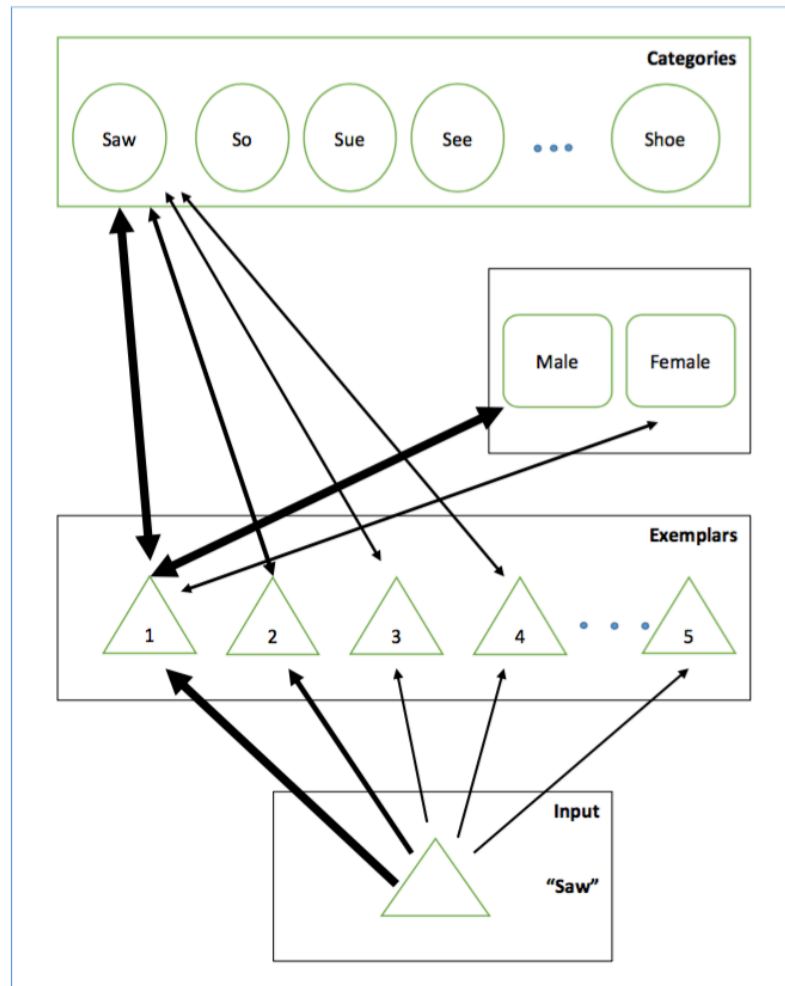 Categories
Saw So Sue See Shoe
Male Female
Exemplars
1 2 3 4 5
Input
“Saw”